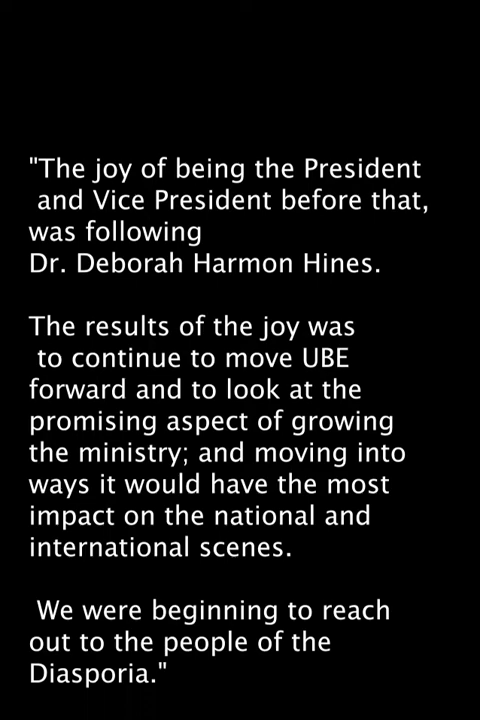 "The joy of being the President
and Vice President before that,
was following
Dr. Deborah Harmon Hines.
The results of the joy was
to continue to move UBE
forward and to look at the
promising aspect of growing
the ministry; and moving into
ways it would have the most
impact on the national and
international scenes.
We were beginning to reach
out to the people of the
Diasporia."